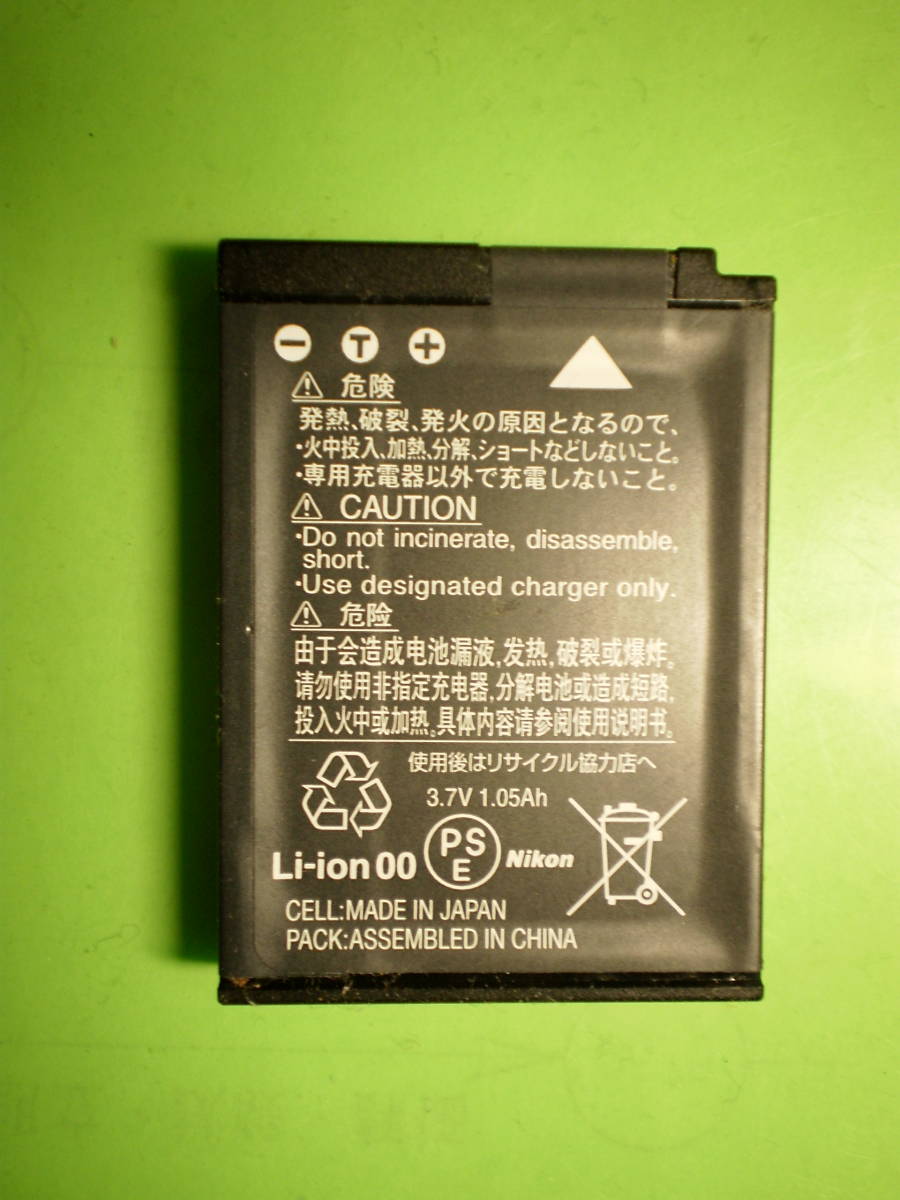 − T +
⚠ 危険
発熱、破裂、発火の原因となるので、
・火中投入、加熱、分解、ショートなどしないこと。
・専用充電器以外で充電しないこと。
⚠ CAUTION
・Do not incinerate, disassemble,
short.
・Use designated charger only.
⚠ 危险
由于会造成电池漏液,发热,破裂或爆炸。
请勿使用非指定充电器,分解电池或造成短路,
投入火中或加热。具体内容请参阅使用说明书。
使用後はリサイクル協力店へ
3.7V 1.05Ah
Li-ion 00 PSE Nikon
CELL:MADE IN JAPAN
PACK:ASSEMBLED IN CHINA